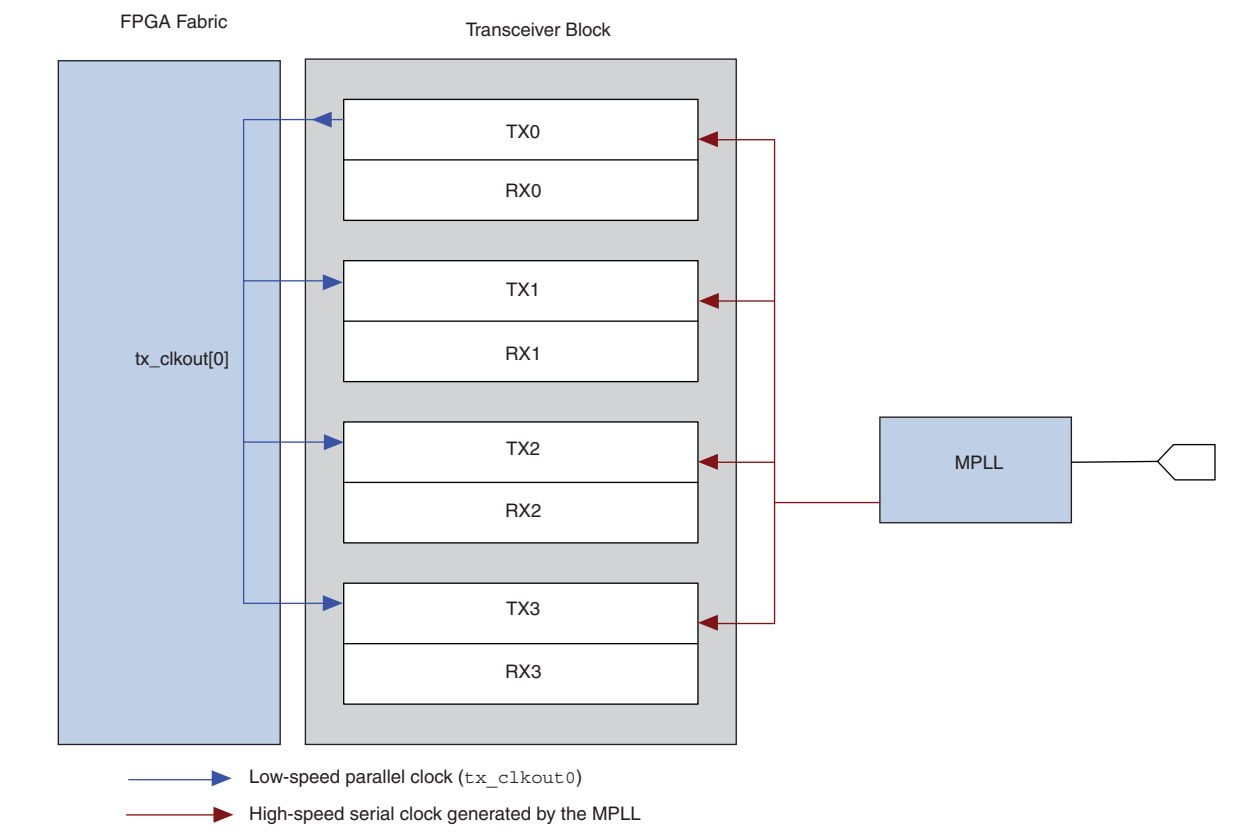 FPGA Fabric
Transceiver Block
TX0
RX0
TX1
RX1
tx_clkout[0]
TX2
RX2
MPLL
TX3
RX3
Low-speed parallel clock (tx_clkout0)
High-speed serial clock generated by the MPLL